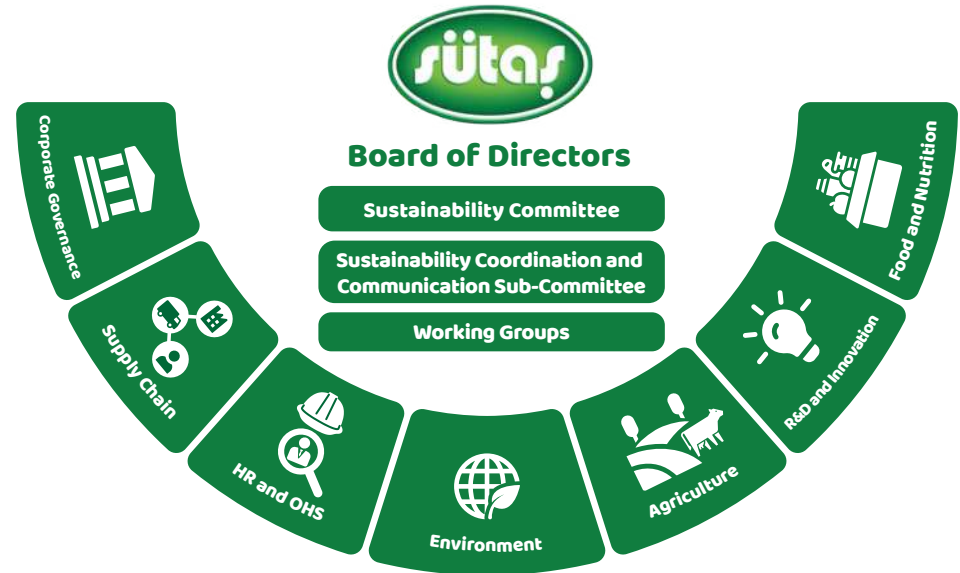 sütaş
Board of Directors
Sustainability Committee
Sustainability Coordination and
Communication Sub-Committee
Working Groups
Corporate Governance
Supply Chain
HR and OHS
Environment
Agriculture
R&D and Innovation
Food and Nutrition